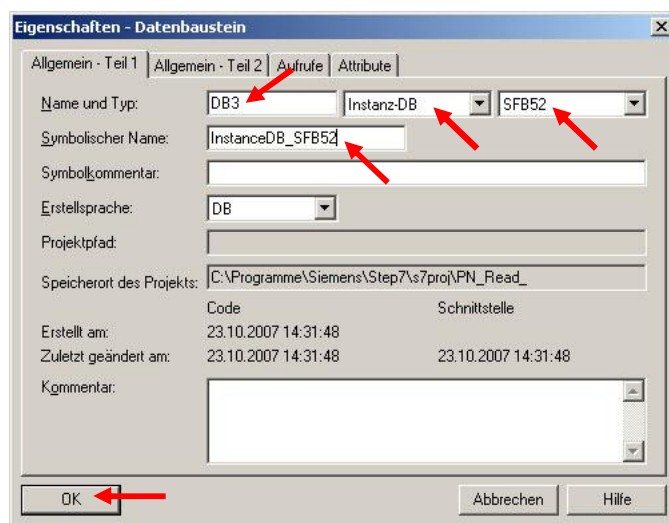 Eigenschaften - Datenbaustein
Allgemein - Teil 1 Allgemein - Teil 2 Aufrufe Attribute
Name und Typ: DB3 Instanz-DB SFB52
Symbolischer Name: InstanceDB_SFB52
Symbolkommentar:
Erstellsprache: DB
Projektpfad:
Speicherort des Projekts: C:\Programme\Siemens\Step7\s7proj\PN_Read_
Code Schnittstelle
Erstellt am: 23.10.2007 14:31:48
Zuletzt geändert am: 23.10.2007 14:31:48 23.10.2007 14:31:48
Kommentar:
OK Abbrechen Hilfe